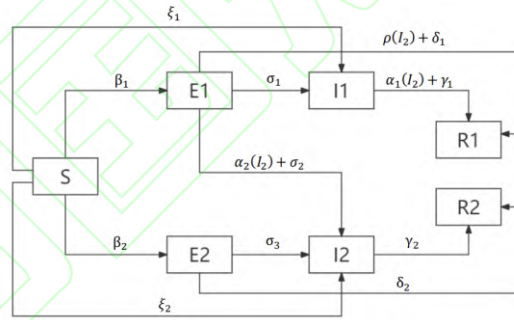 ξ₁
ρ(I₂) + δ₁
β₁
E1
σ₁
I1
α₁(I₂) + γ₁
R1
S
α₂(I₂) + σ₂
R2
β₂
E2
σ₃
I2
γ₂
ξ₂
δ₂